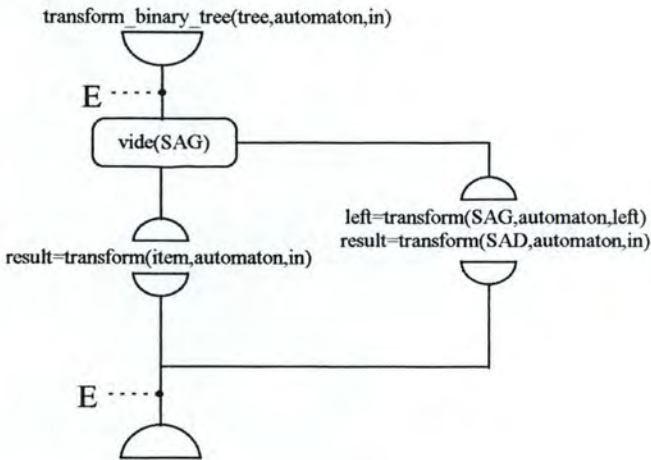 transform_binary_tree(tree,automaton,in)
E
vide(SAG)
left=transform(SAG,automaton,left)
result=transform(item,automaton,in)
result=transform(SAD,automaton,in)
E